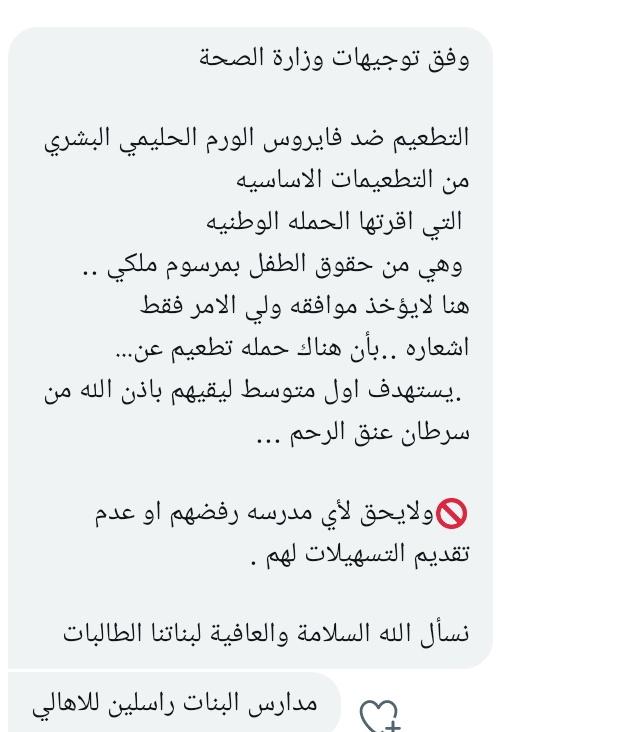 وفق توجيهات وزارة الصحة
التطعيم ضد فايروس الورم الحليمي البشري
من التطعيمات الاساسيه
التي اقرتها الحمله الوطنيه
وهي من حقوق الطفل بمرسوم ملكي ..
هنا لايؤخذ موافقه ولي الامر فقط
اشعاره ..بأن هناك حمله تطعيم عن...
.يستهدف اول متوسط ليقيهم باذن الله من
سرطان عنق الرحم ...
🚫ولايحق لأي مدرسه رفضهم او عدم
تقديم التسهيلات لهم .
نسأل الله السلامة والعافية لبناتنا الطالبات
مدارس البنات راسلين للاهالي